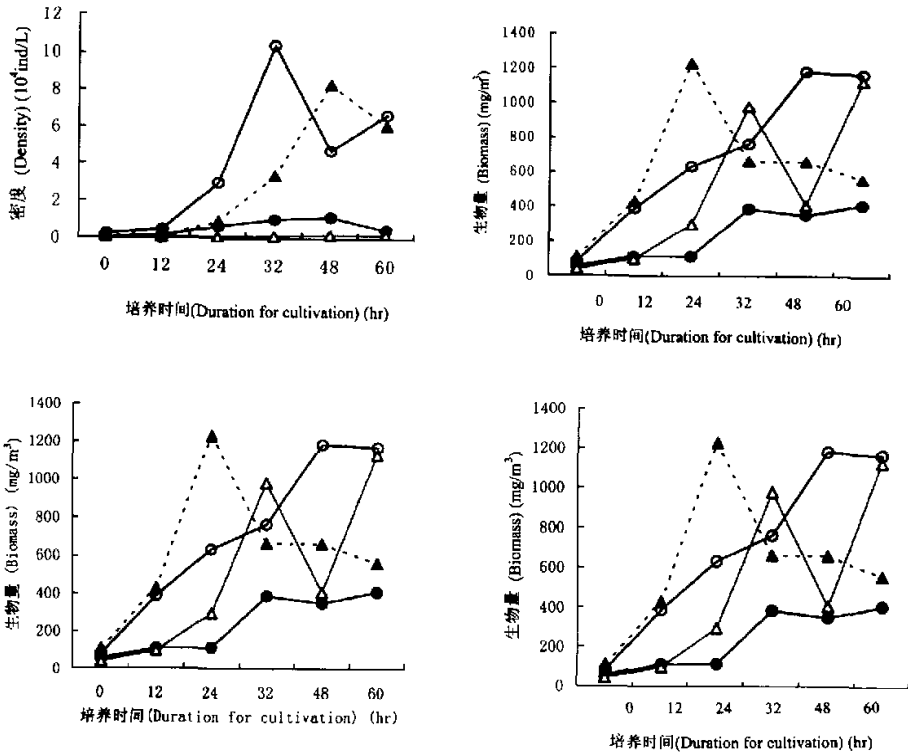 密度 (Density) (10⁴ind/L)
12
10
8
6
4
2
0
0 12 24 32 48 60
培养时间(Duration for cultivation) (hr)
生物量 (Biomass) (mg/m³)
1400
1200
1000
800
600
400
200
0
0 12 24 32 48 60
培养时间(Duration for cultivation) (hr)
生物量 (Biomass) (mg/m³)
1400
1200
1000
800
600
400
200
0
0 12 24 32 48 60
培养时间(Duration for cultivation) (hr)
生物量 (Biomass) (mg/m³)
1400
1200
1000
800
600
400
200
0
0 12 24 32 48 60
培养时间(Duration for cultivation) (hr)